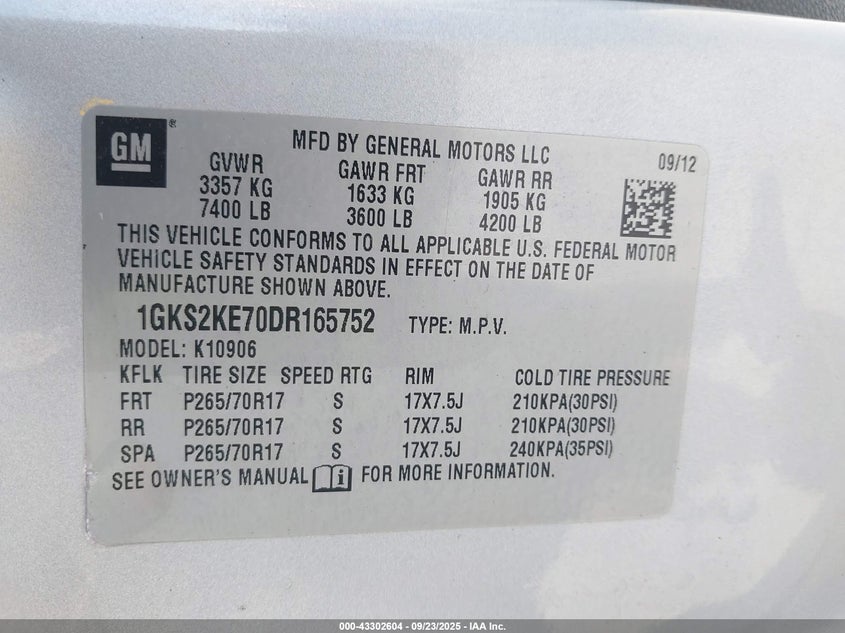 GM®
MFD BY GENERAL MOTORS LLC 09/12
GVWR GAWR FRT GAWR RR
3357 KG 1633 KG 1905 KG
7400 LB 3600 LB 4200 LB
THIS VEHICLE CONFORMS TO ALL APPLICABLE U.S. FEDERAL MOTOR
VEHICLE SAFETY STANDARDS IN EFFECT ON THE DATE OF
MANUFACTURE SHOWN ABOVE.
1GKS2KE70DR165752 TYPE: M.P.V.
MODEL: K10906
KFLK TIRE SIZE SPEED RTG RIM COLD TIRE PRESSURE
FRT P265/70R17 S 17X7.5J 210KPA(30PSI)
RR P265/70R17 S 17X7.5J 210KPA(30PSI)
SPA P265/70R17 S 17X7.5J 240KPA(35PSI)
SEE OWNER'S MANUAL i FOR MORE INFORMATION.
000-43302604 - 09/23/2025 - IAA Inc.